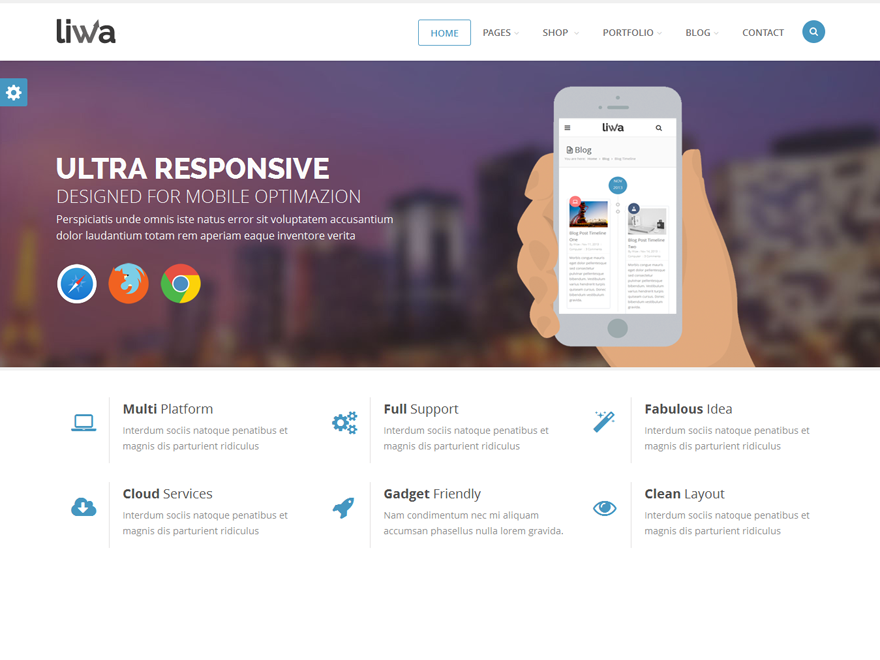 liwa
HOME PAGES SHOP PORTFOLIO BLOG CONTACT
ULTRA RESPONSIVE
DESIGNED FOR MOBILE OPTIMAZION
Perspiciatis unde omnis iste natus error sit voluptatem accusantium
dolor laudantium totam rem aperiam eaque inventore verita
liwa
Blog
Blog Post Timeline
One
Blog Post Timeline
Two
Multi Platform
Interdum sociis natoque penatibus et
magnis dis parturient ridiculus
Full Support
Interdum sociis natoque penatibus et
magnis dis parturient ridiculus
Fabulous Idea
Interdum sociis natoque penatibus et
magnis dis parturient ridiculus
Cloud Services
Interdum sociis natoque penatibus et
magnis dis parturient ridiculus
Gadget Friendly
Nam condimentum nec mi aliquam
accumsan phasellus nulla lorem gravida.
Clean Layout
Interdum sociis natoque penatibus et
magnis dis parturient ridiculus